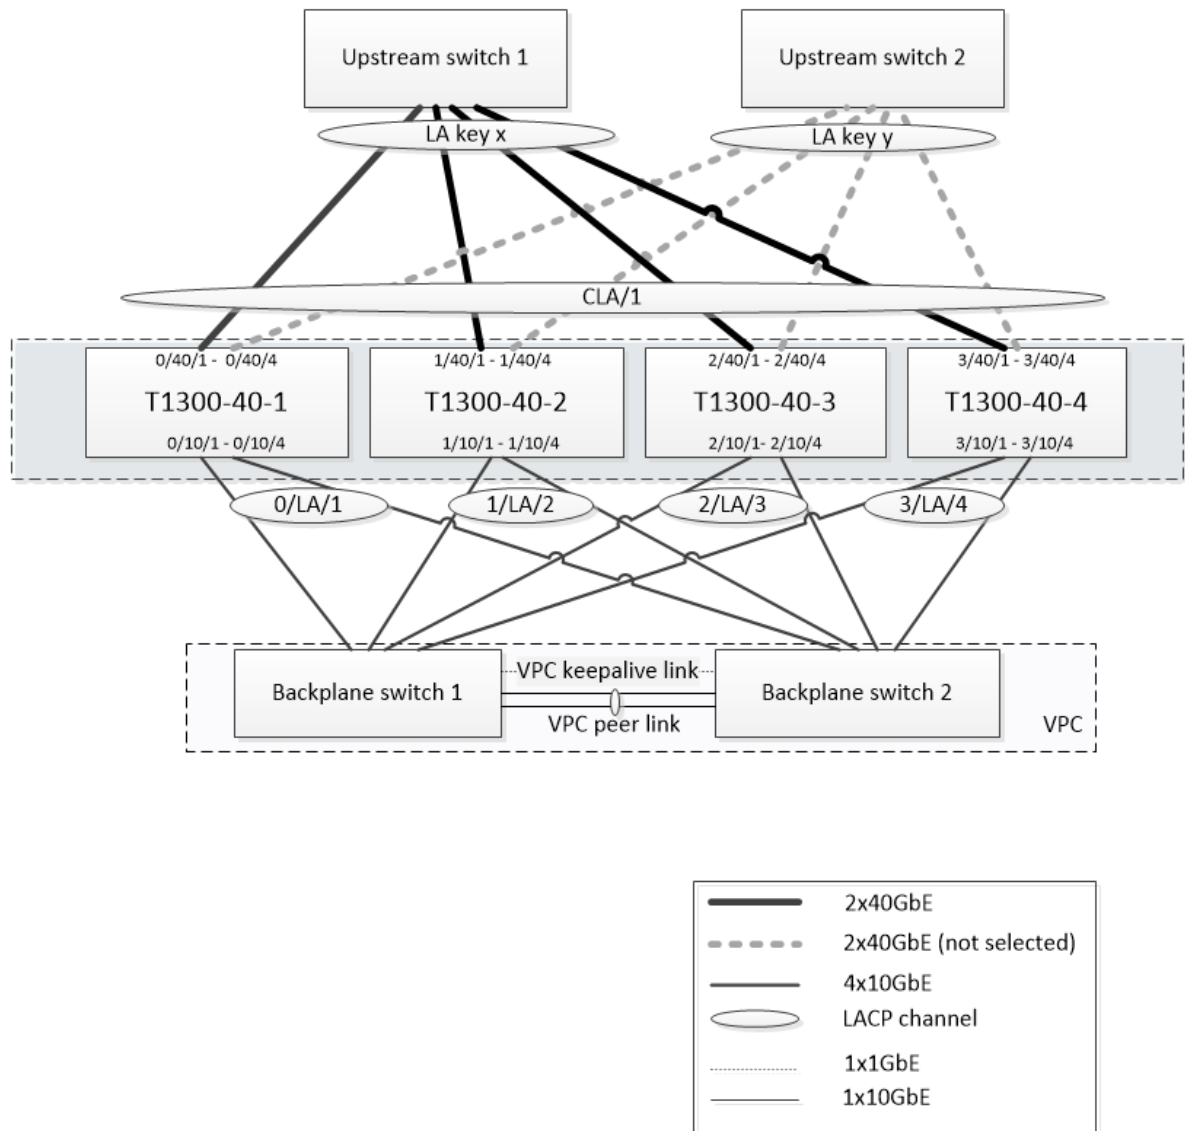 Upstream switch 1
Upstream switch 2
LA key x
LA key y
CLA/1
0/40/1 - 0/40/4
1/40/1 - 1/40/4
2/40/1 - 2/40/4
3/40/1 - 3/40/4
T1300-40-1
T1300-40-2
T1300-40-3
T1300-40-4
0/10/1 - 0/10/4
1/10/1 - 1/10/4
2/10/1- 2/10/4
3/10/1 - 3/10/4
0/LA/1
1/LA/2
2/LA/3
3/LA/4
Backplane switch 1
VPC keepalive link
Backplane switch 2
VPC peer link
VPC
2x40GbE
2x40GbE (not selected)
4x10GbE
LACP channel
1x1GbE
1x10GbE